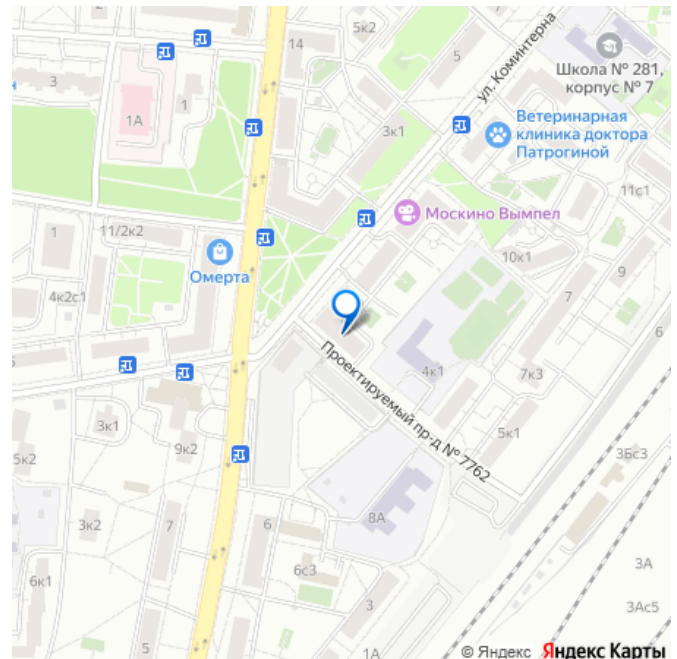 5к2
14
5
ул. Коминтерна
Школа № 281,
корпус № 7
3
1
1А
3к1
Ветеринарная
клиника доктора
Патрогиной
11с1
Москино Вымпел
1
11/2к2
Омерта
10к1
9
4к2с1
7
6
Проектируемый пр-д № 7762
4к1
7к3
3к1
9к2
5к1
3Бс3
5к2
3к2
7
6
8А
6с3
6к1
3
3А
3Ас5
5
1А
© Яндекс Яндекс Карты